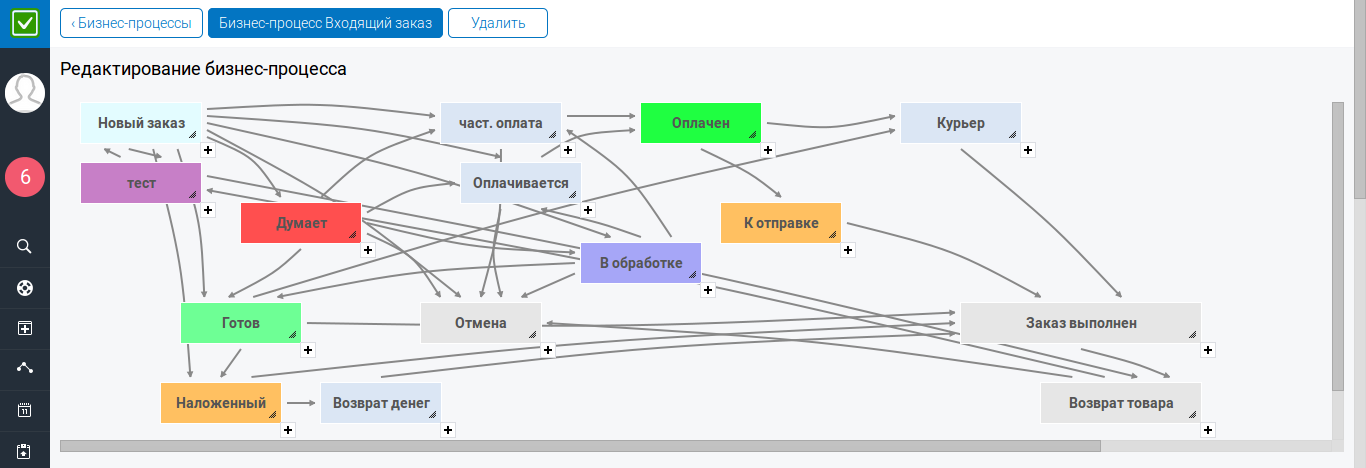 ‹ Бизнес-процессы
Бизнес-процесс Входящий заказ
Удалить
Редактирование бизнес-процесса
Новый заказ
част. оплата
Оплачен
Курьер
6
тест
Оплачивается
Думает
К отправке
В обработке
Готов
Отмена
Заказ выполнен
Наложенный
Возврат денег
Возврат товара
11